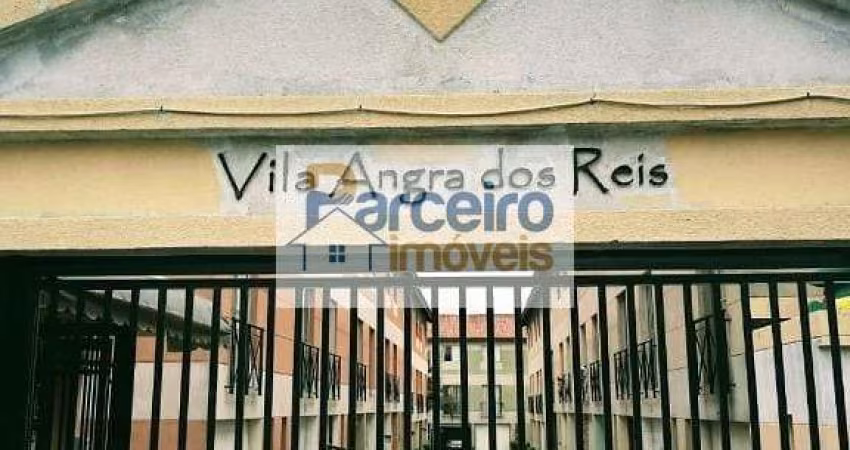 Vila Angra dos Reis
Parceiro
imóveis